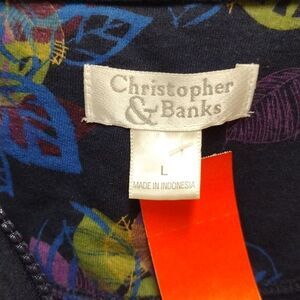 Christopher
& Banks
L
MADE IN INDONESIA